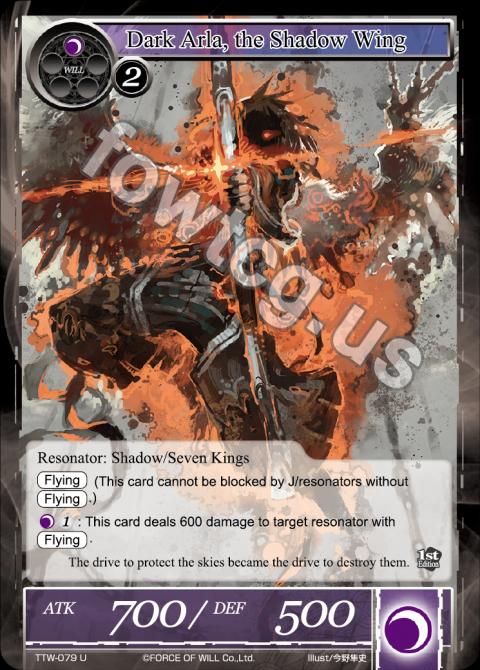 Dark Arla, the Shadow Wing
WILL
2
fowtcg.us
Resonator: Shadow/Seven Kings
Flying (This card cannot be blocked by J/resonators without
Flying .)
1 : This card deals 600 damage to target resonator with
Flying .
The drive to protect the skies became the drive to destroy them.
1st
Edition
ATK 700/ DEF 500
TTW-079 U ©FORCE OF WILL Co.,Ltd. Illust/今野隼史